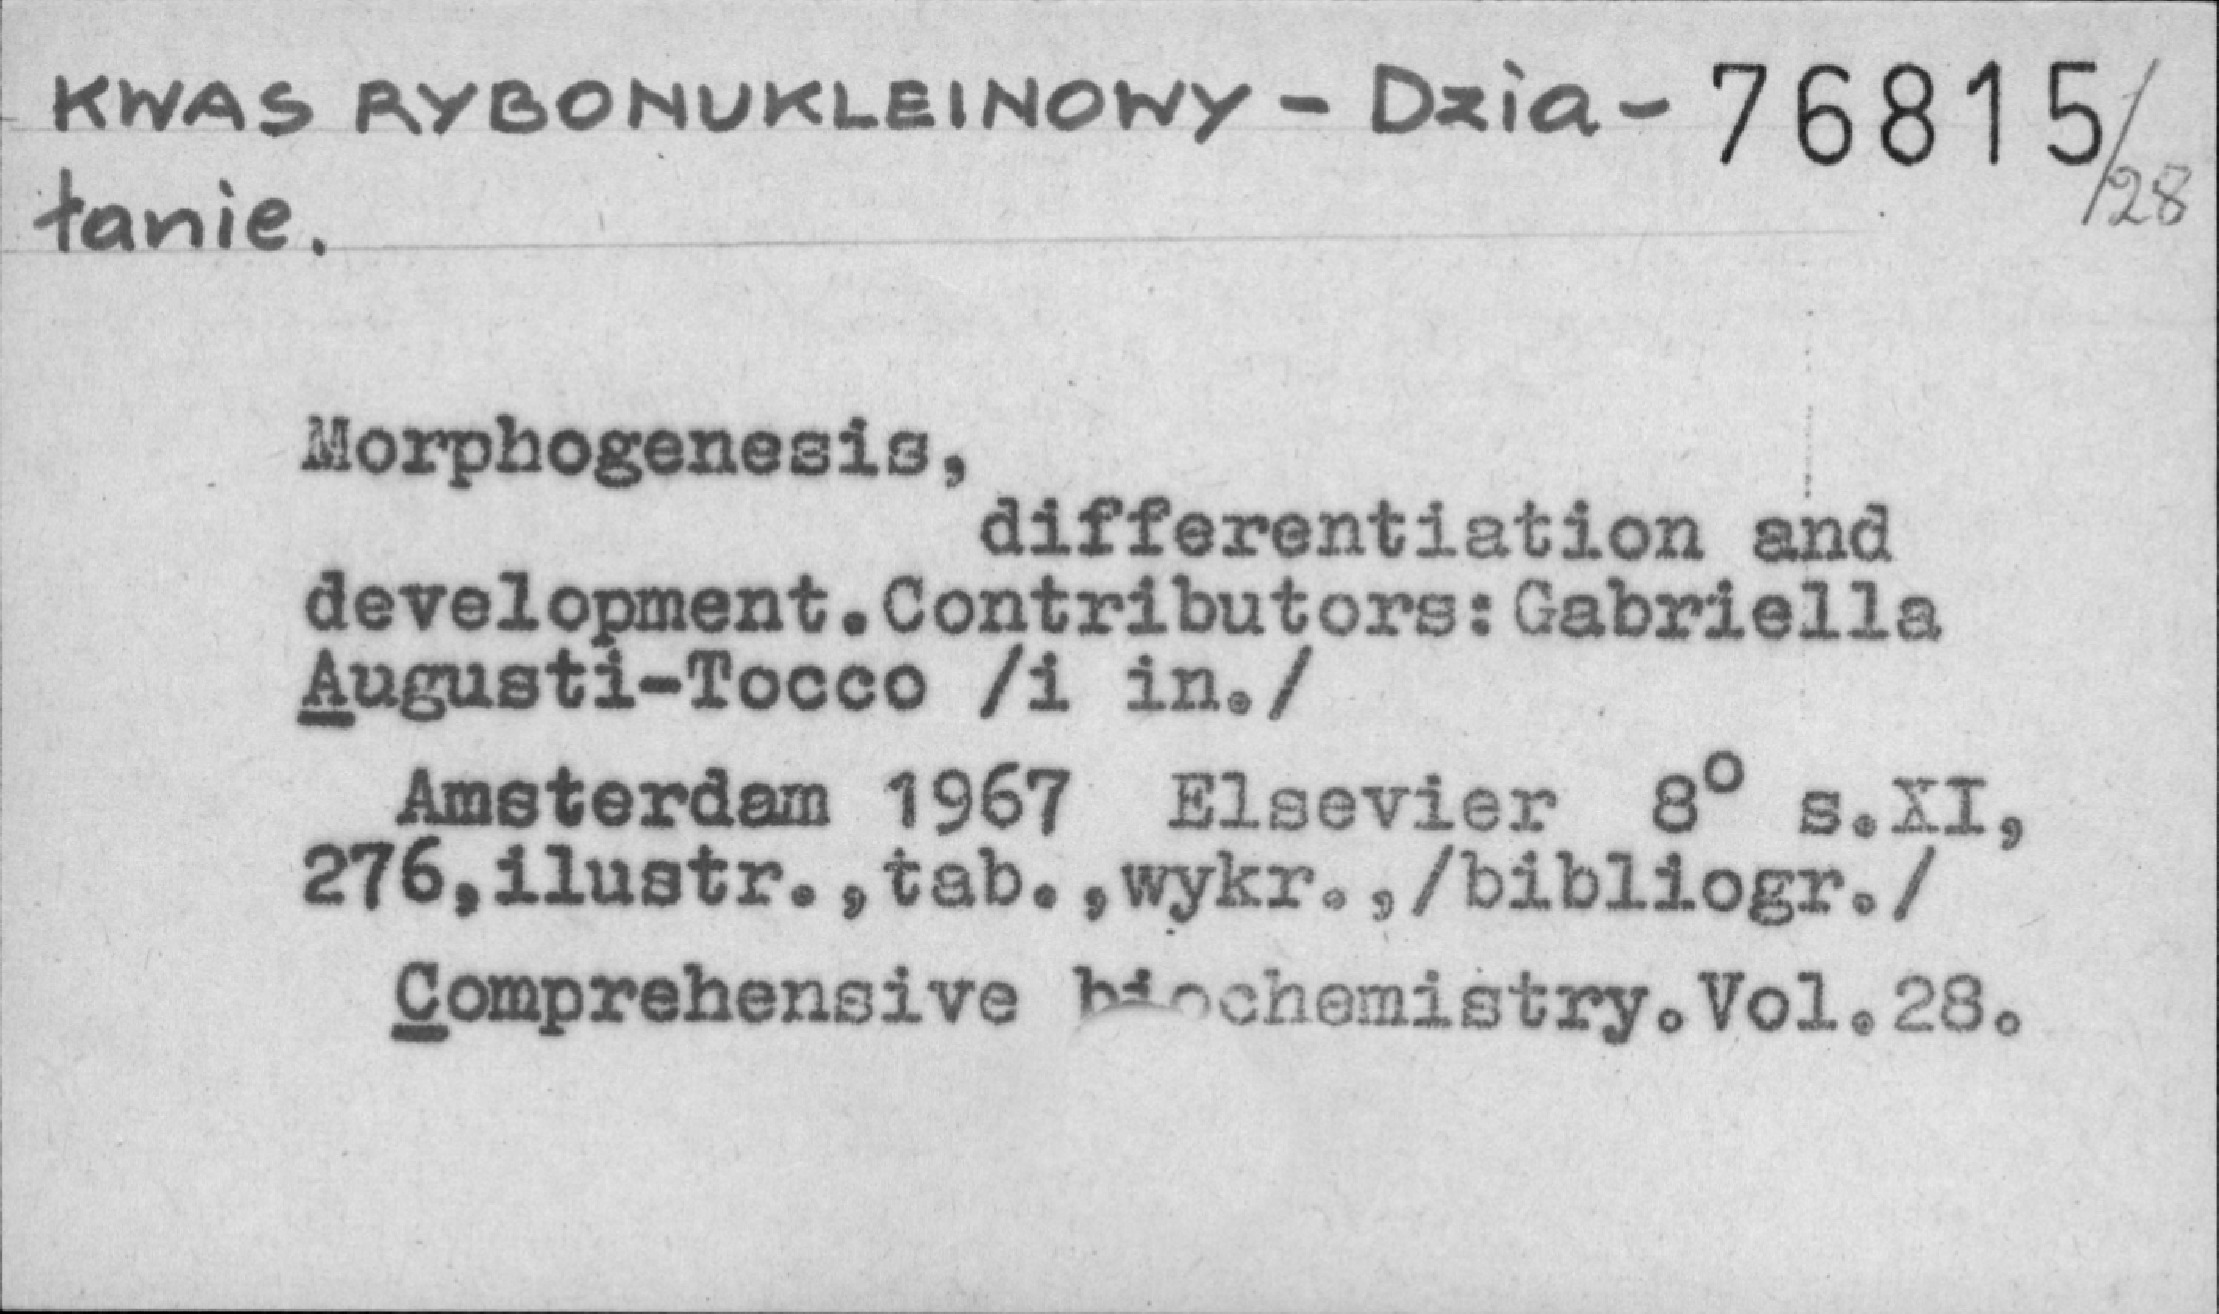 KWAS RYBONUKLEINOWY - Dzia- 76815/28
łanie.
Morphogenesis,
differentiation and
development.Contributors:Gabriella
Augusti-Tocco /i in./
Amsterdam 1967 Elsevier 8° s.XI,
276,ilustr.,tab.,wykr.,/bibliogr./
Comprehensive biochemistry.Vol.28.